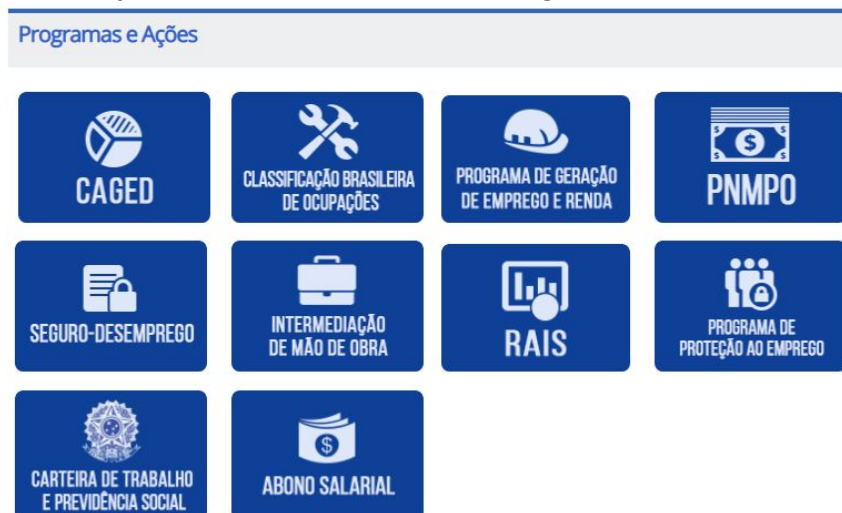 Programas e Ações
CAGED
CLASSIFICAÇÃO BRASILEIRA
DE OCUPAÇÕES
PROGRAMA DE GERAÇÃO
DE EMPREGO E RENDA
PNMPO
SEGURO-DESEMPREGO
INTERMEDIAÇÃO
DE MÃO DE OBRA
RAIS
PROGRAMA DE
PROTEÇÃO AO EMPREGO
CARTEIRA DE TRABALHO
E PREVIDÊNCIA SOCIAL
ABONO SALARIAL